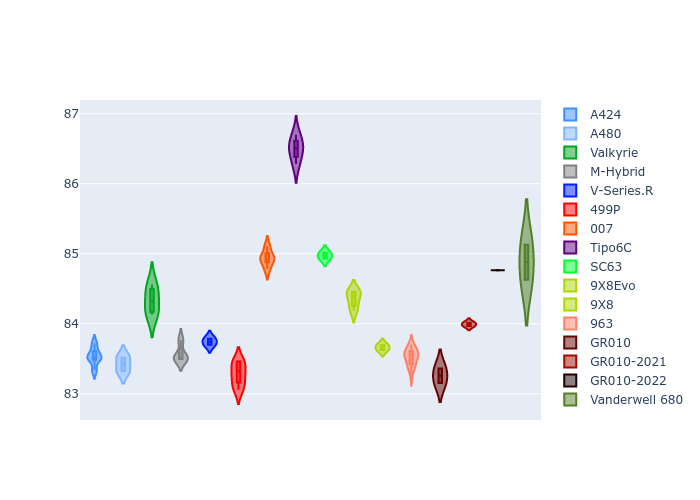 87
86
85
84
83
A424
A480
Valkyrie
M-Hybrid
V-Series.R
499P
007
Tipo6C
SC63
9X8Evo
9X8
963
GR010
GR010-2021
GR010-2022
Vanderwell 680